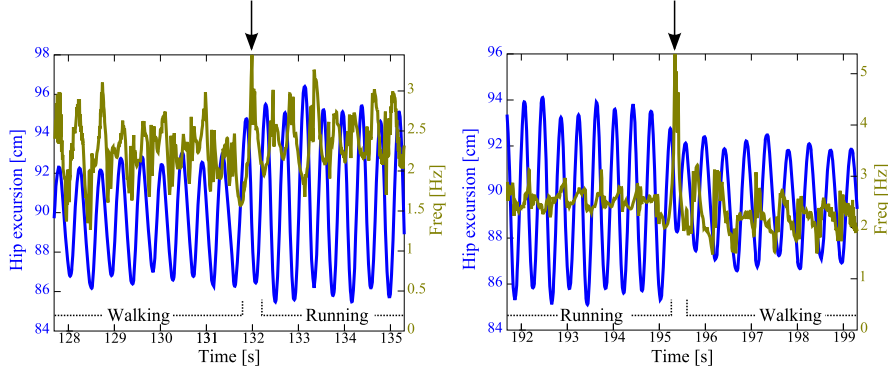 98
96
94
92
90
88
86
84
Hip excursion [cm]
3
2.5
2
1.5
1
0.5
0
Freq [Hz]
Walking
Running
128 129 130 131 132 133 134 135
Time [s]
96
94
92
90
88
86
84
Hip excursion [cm]
5
4
3
2
1
0
Freq [Hz]
Running
Walking
192 193 194 195 196 197 198 199
Time [s]